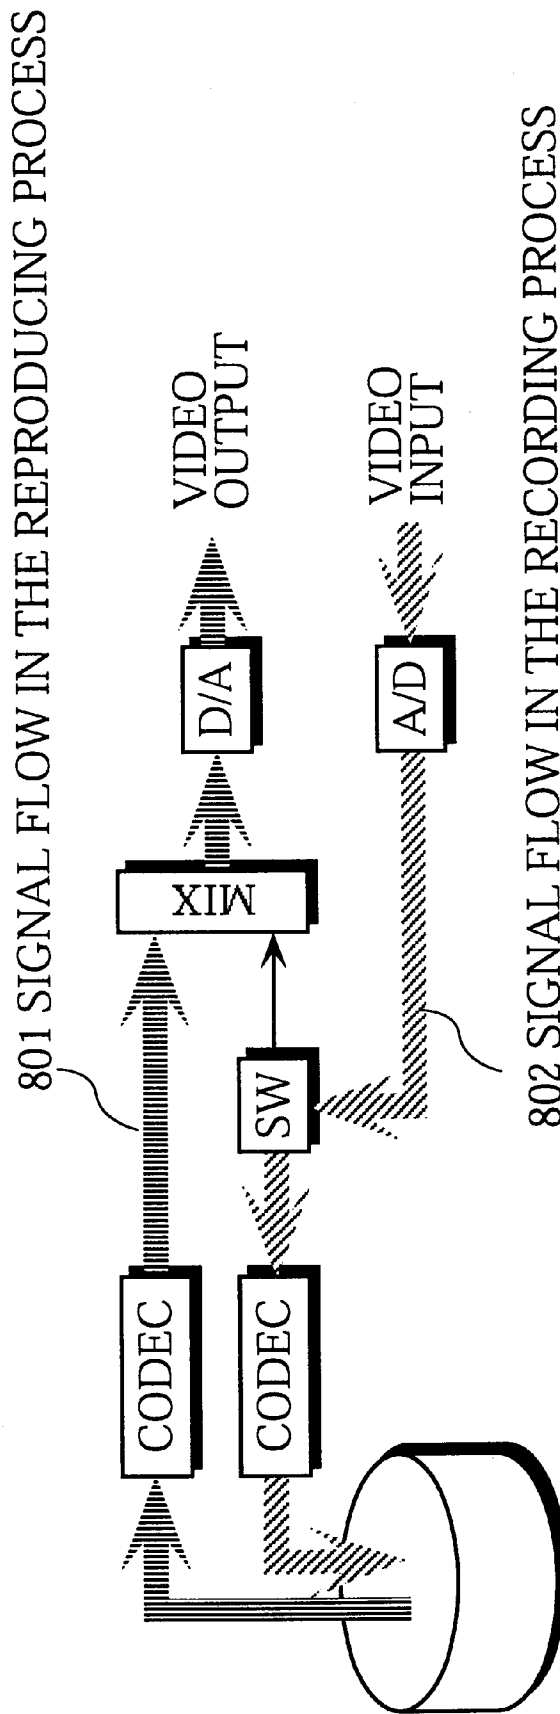 801 SIGNAL FLOW IN THE REPRODUCING PROCESS
CODEC
MIX
D/A
VIDEO
OUTPUT
CODEC
SW
A/D
VIDEO
INPUT
802 SIGNAL FLOW IN THE RECORDING PROCESS